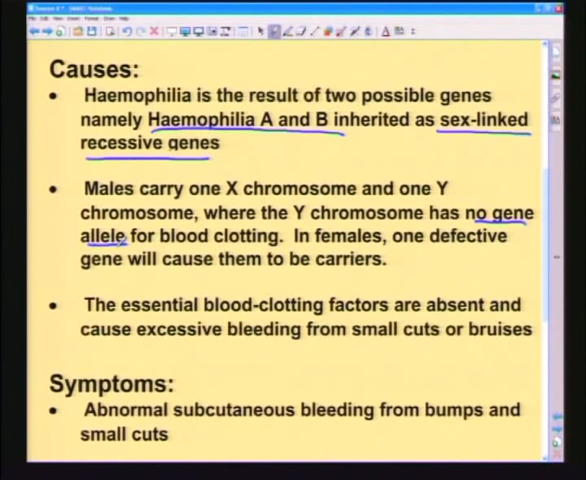 Causes:
• Haemophilia is the result of two possible genes
namely Haemophilia A and B inherited as sex-linked
recessive genes
• Males carry one X chromosome and one Y
chromosome, where the Y chromosome has no gene
allele for blood clotting. In females, one defective
gene will cause them to be carriers.
• The essential blood-clotting factors are absent and
cause excessive bleeding from small cuts or bruises
Symptoms:
• Abnormal subcutaneous bleeding from bumps and
small cuts